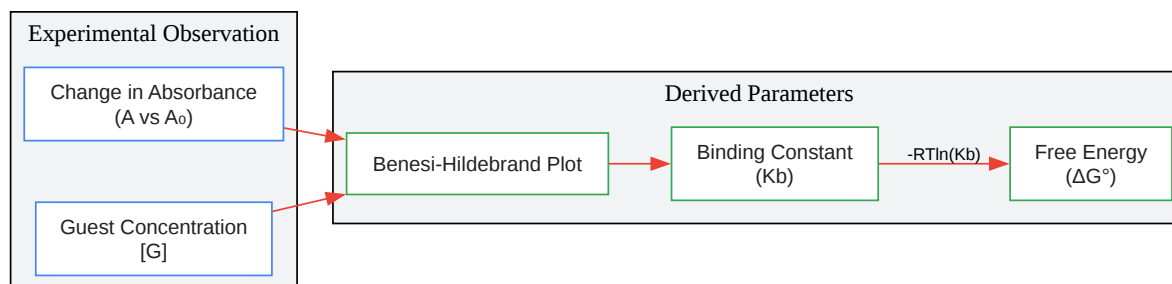 Experimental Observation
Change in Absorbance
(A vs A₀)
Guest Concentration
[G]
Derived Parameters
Benesi-Hildebrand Plot
Binding Constant
(Kb)
-RTln(Kb)
Free Energy
(ΔG°)